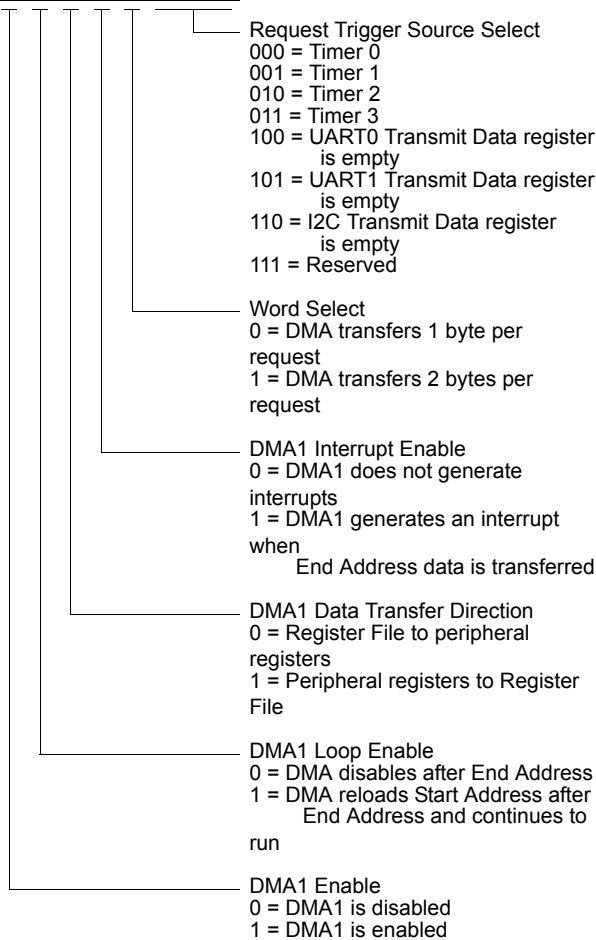 Request Trigger Source Select
000 = Timer 0
001 = Timer 1
010 = Timer 2
011 = Timer 3
100 = UART0 Transmit Data register
is empty
101 = UART1 Transmit Data register
is empty
110 = I2C Transmit Data register
is empty
111 = Reserved
Word Select
0 = DMA transfers 1 byte per
request
1 = DMA transfers 2 bytes per
request
DMA1 Interrupt Enable
0 = DMA1 does not generate
interrupts
1 = DMA1 generates an interrupt
when
End Address data is transferred
DMA1 Data Transfer Direction
0 = Register File to peripheral
registers
1 = Peripheral registers to Register
File
DMA1 Loop Enable
0 = DMA disables after End Address
1 = DMA reloads Start Address after
End Address and continues to
run
DMA1 Enable
0 = DMA1 is disabled
1 = DMA1 is enabled